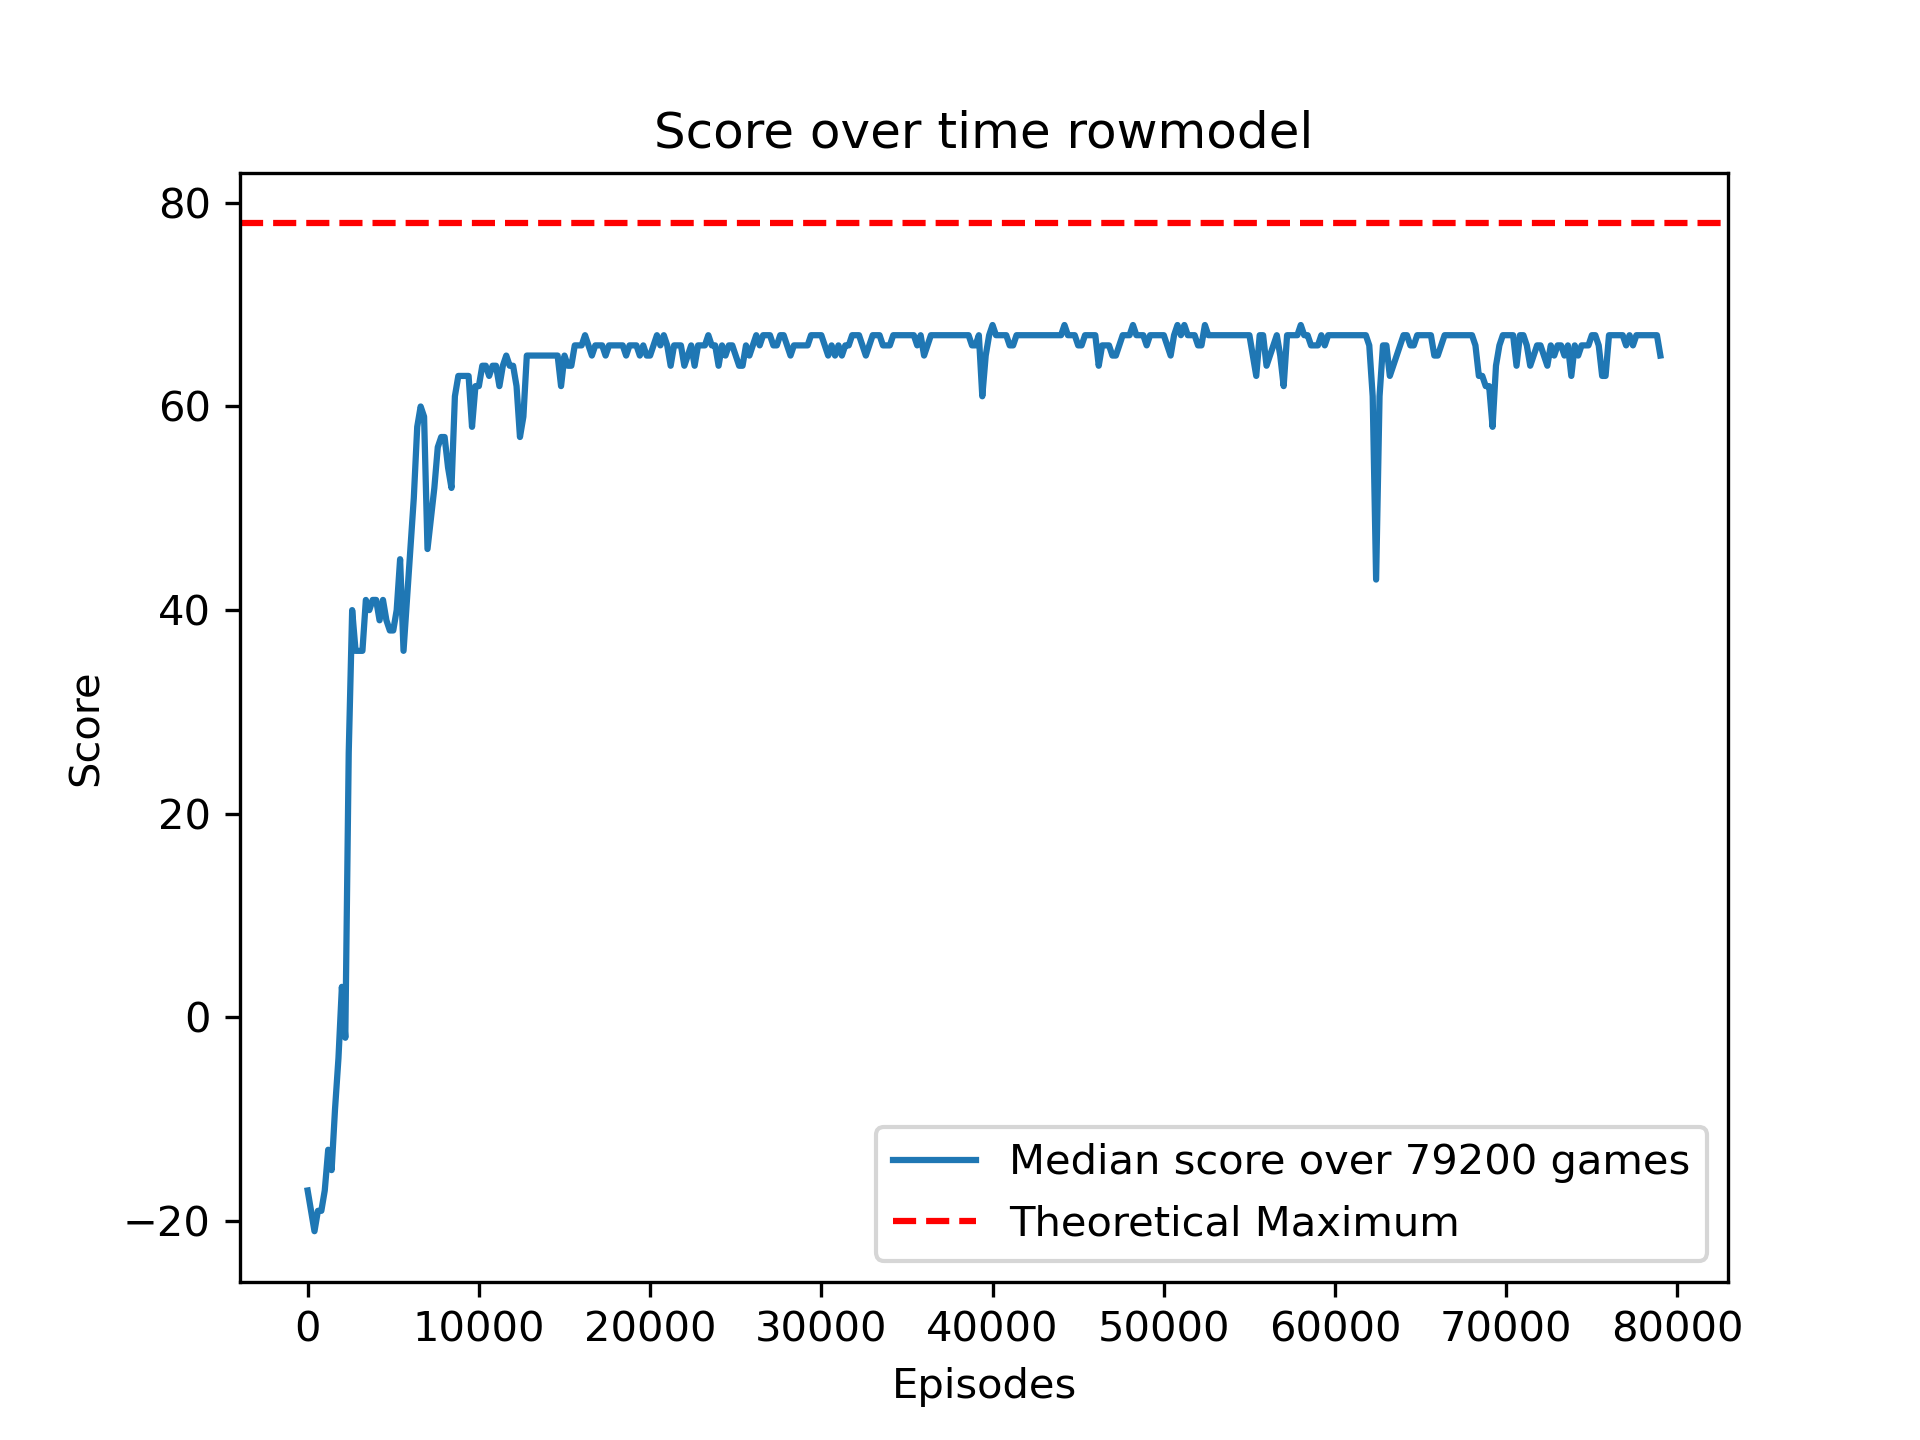 Score over time rowmodel
80
60
40
20
0
−20
Score
0 10000 20000 30000 40000 50000 60000 70000 80000
Episodes
Median score over 79200 games
Theoretical Maximum